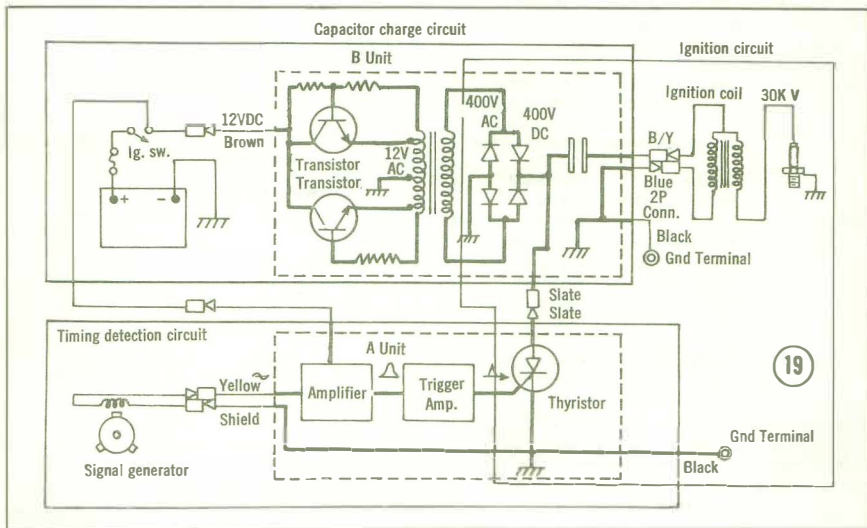 Capacitor charge circuit
Ignition circuit
B Unit
12VDC
Brown
Ig. sw.
+ -
Transistor
Transistor
12V
AC
400V
AC
400V
DC
Ignition coil
30K V
B/Y
Blue
2P
Conn.
Black
Gnd Terminal
Slate
Slate
Timing detection circuit
A Unit
Yellow
Shield
Amplifier
Trigger
Amp.
Thyristor
19
Signal generator
Gnd Terminal
Black